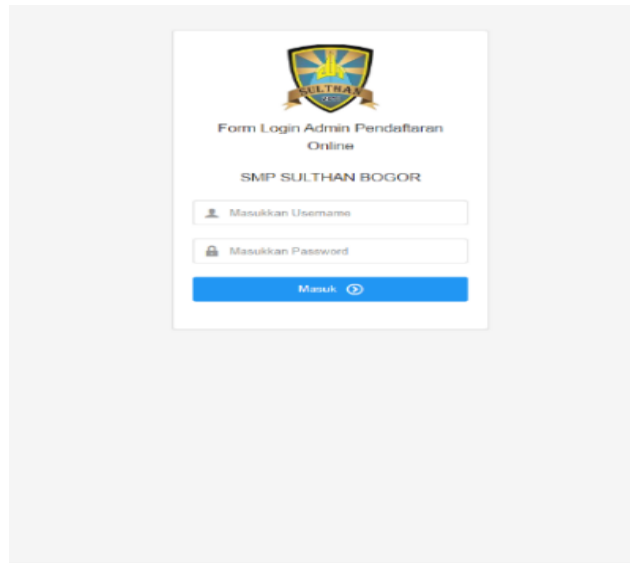 SULTHAN
Form Login Admin Pendaftaran
Online
SMP SULTHAN BOGOR
Masukkan Username
Masukkan Password
Masuk